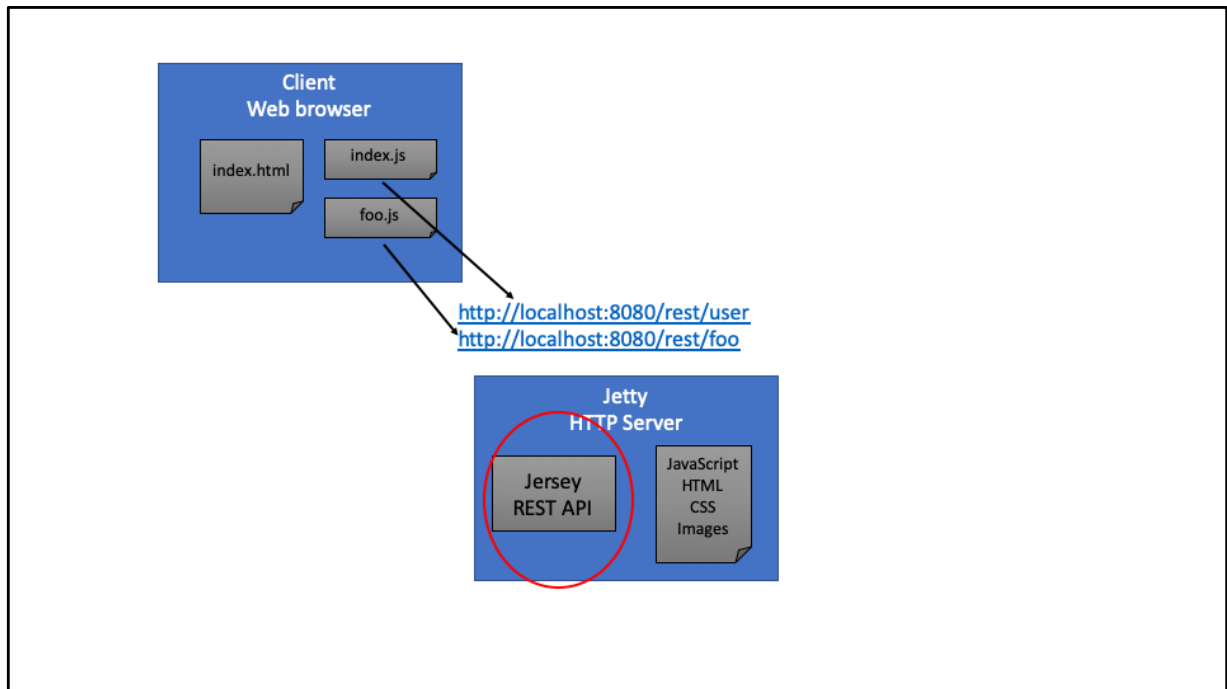 Client
Web browser
index.html
index.js
foo.js
http://localhost:8080/rest/user
http://localhost:8080/rest/foo
Jetty
HTTP Server
Jersey
REST API
JavaScript
HTML
CSS
Images